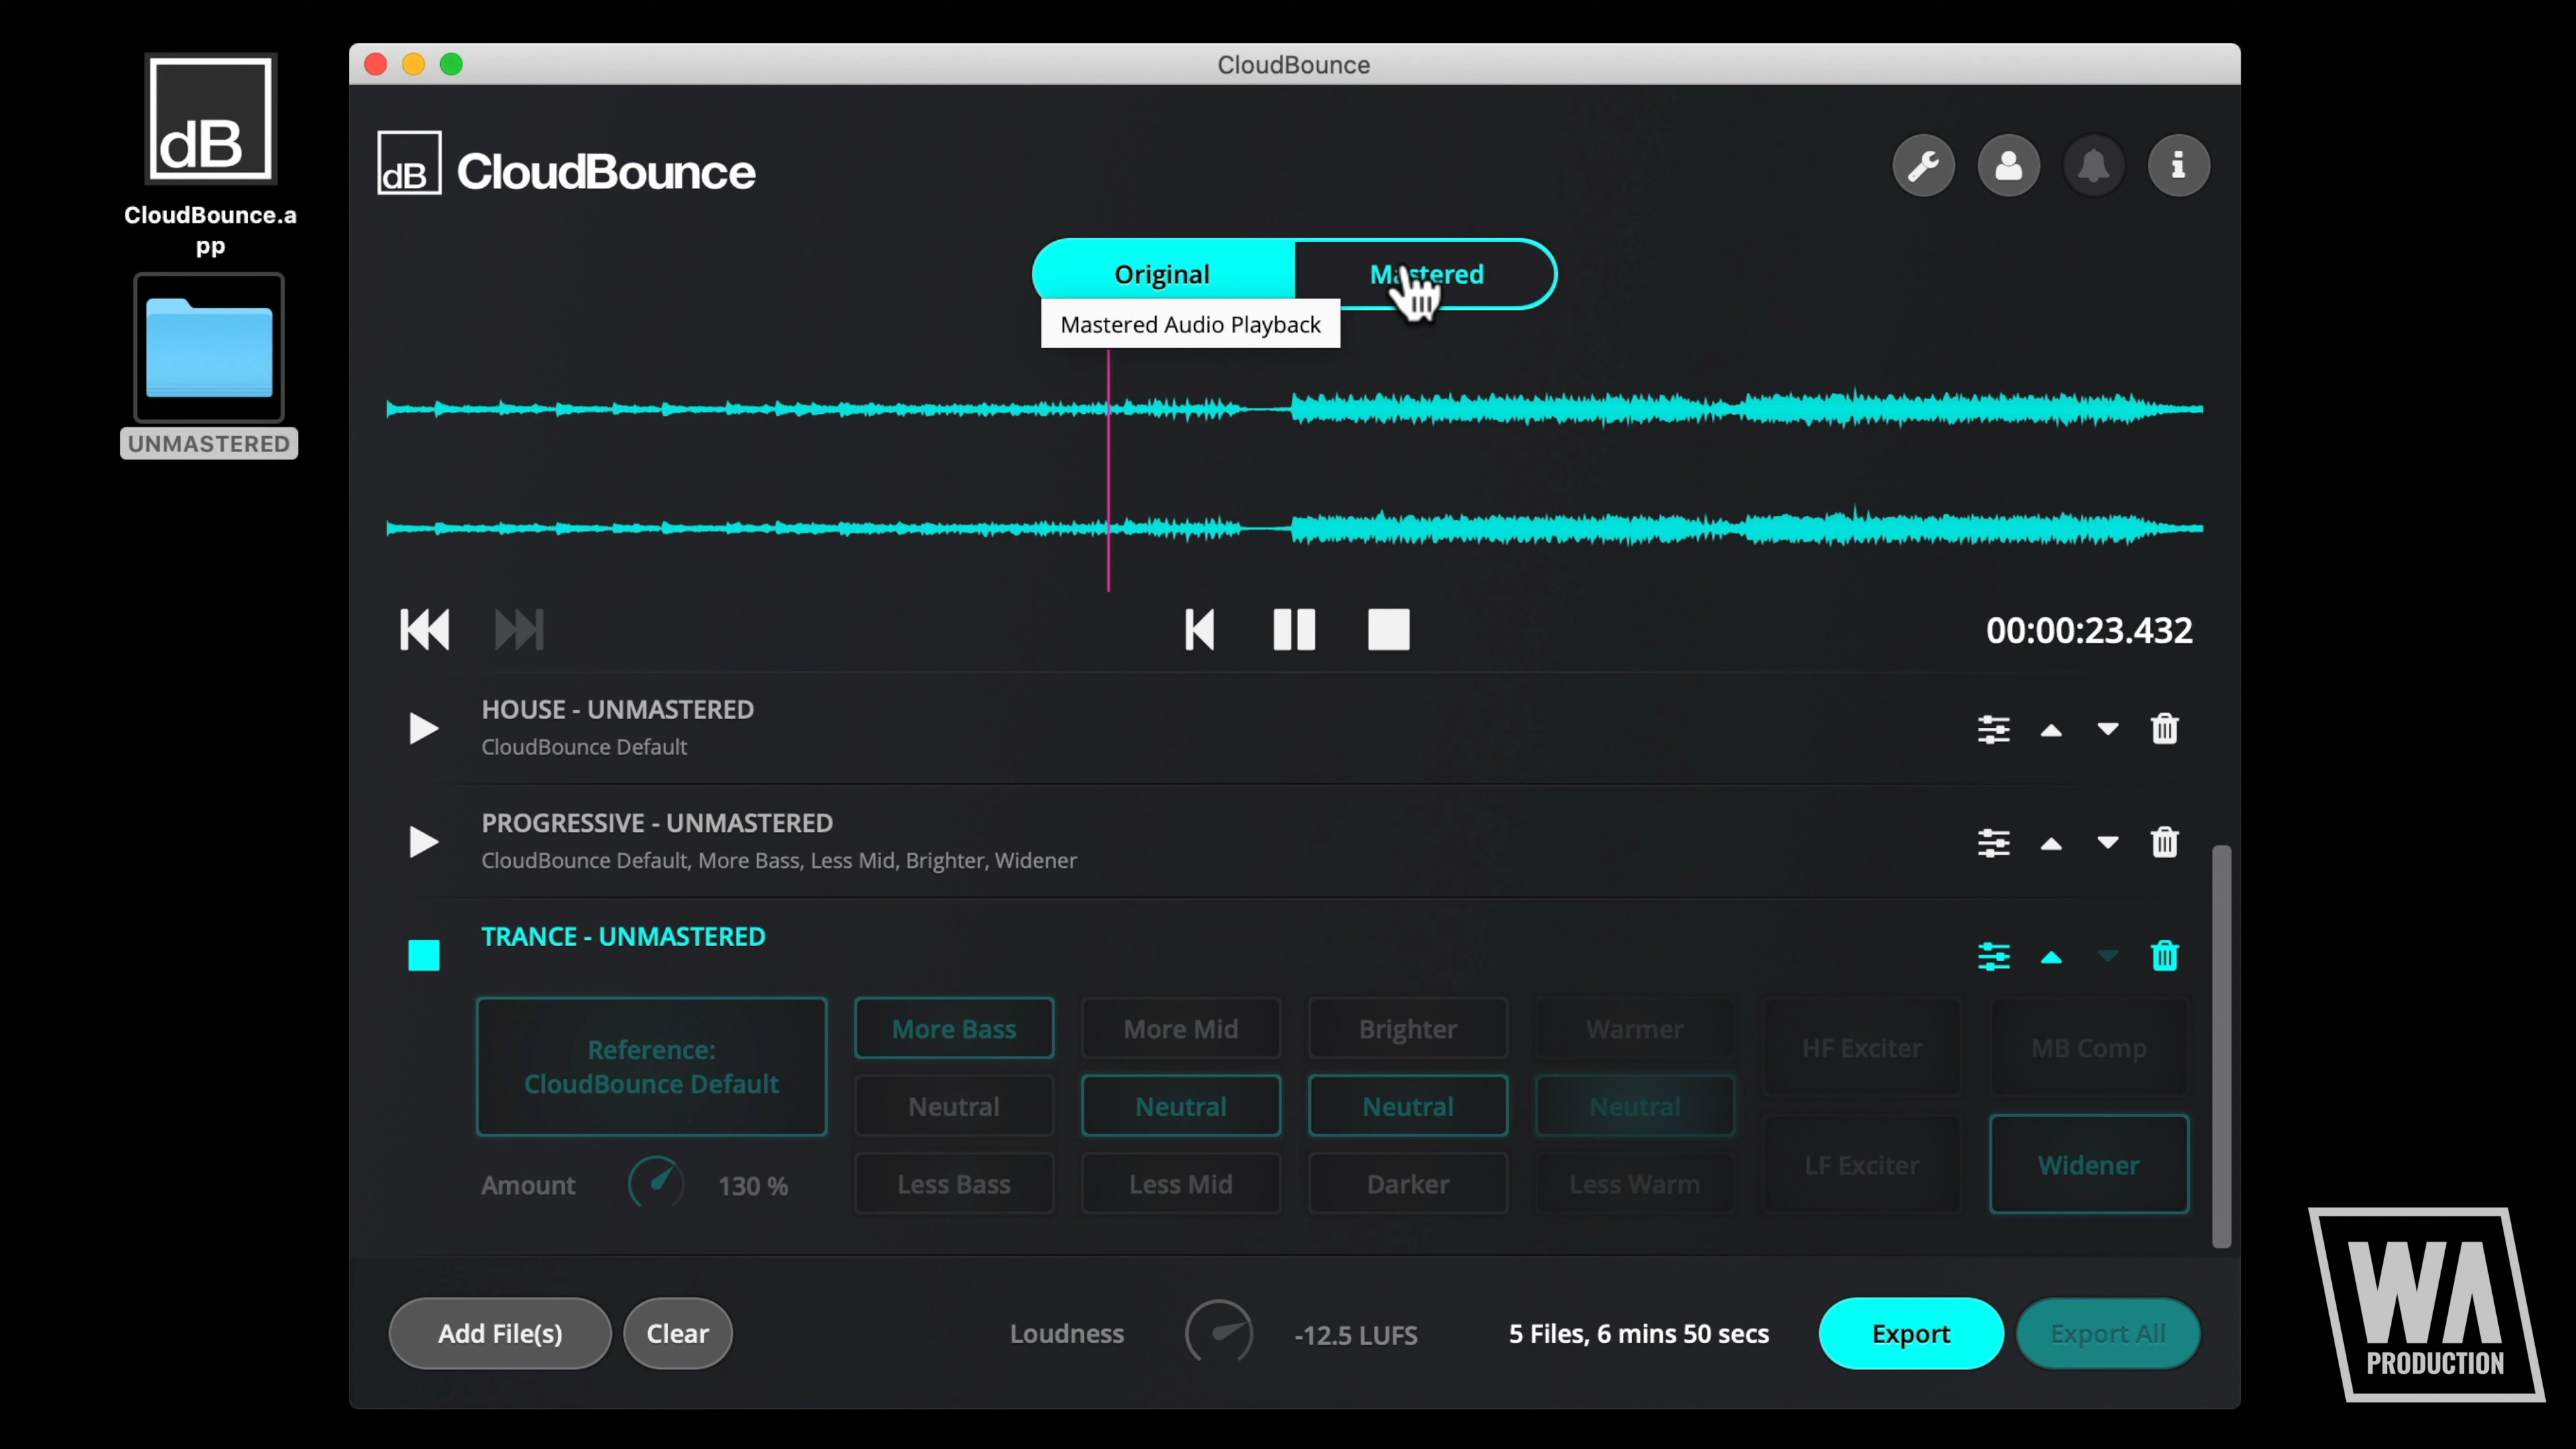 CloudBounce
dB
CloudBounce.a
pp
UNMASTERED
dB CloudBounce
Original
Mastered
Mastered Audio Playback
00:00:23.432
HOUSE - UNMASTERED
CloudBounce Default
PROGRESSIVE - UNMASTERED
CloudBounce Default, More Bass, Less Mid, Brighter, Widener
TRANCE - UNMASTERED
Reference:
CloudBounce Default
Amount
130 %
More Bass
Neutral
Less Bass
More Mid
Neutral
Less Mid
Brighter
Neutral
Darker
Warmer
Neutral
Less Warm
HF Exciter
LF Exciter
MB Comp
Widener
Add File(s)
Clear
Loudness
-12.5 LUFS
5 Files, 6 mins 50 secs
Export
Export All
WA
PRODUCTION